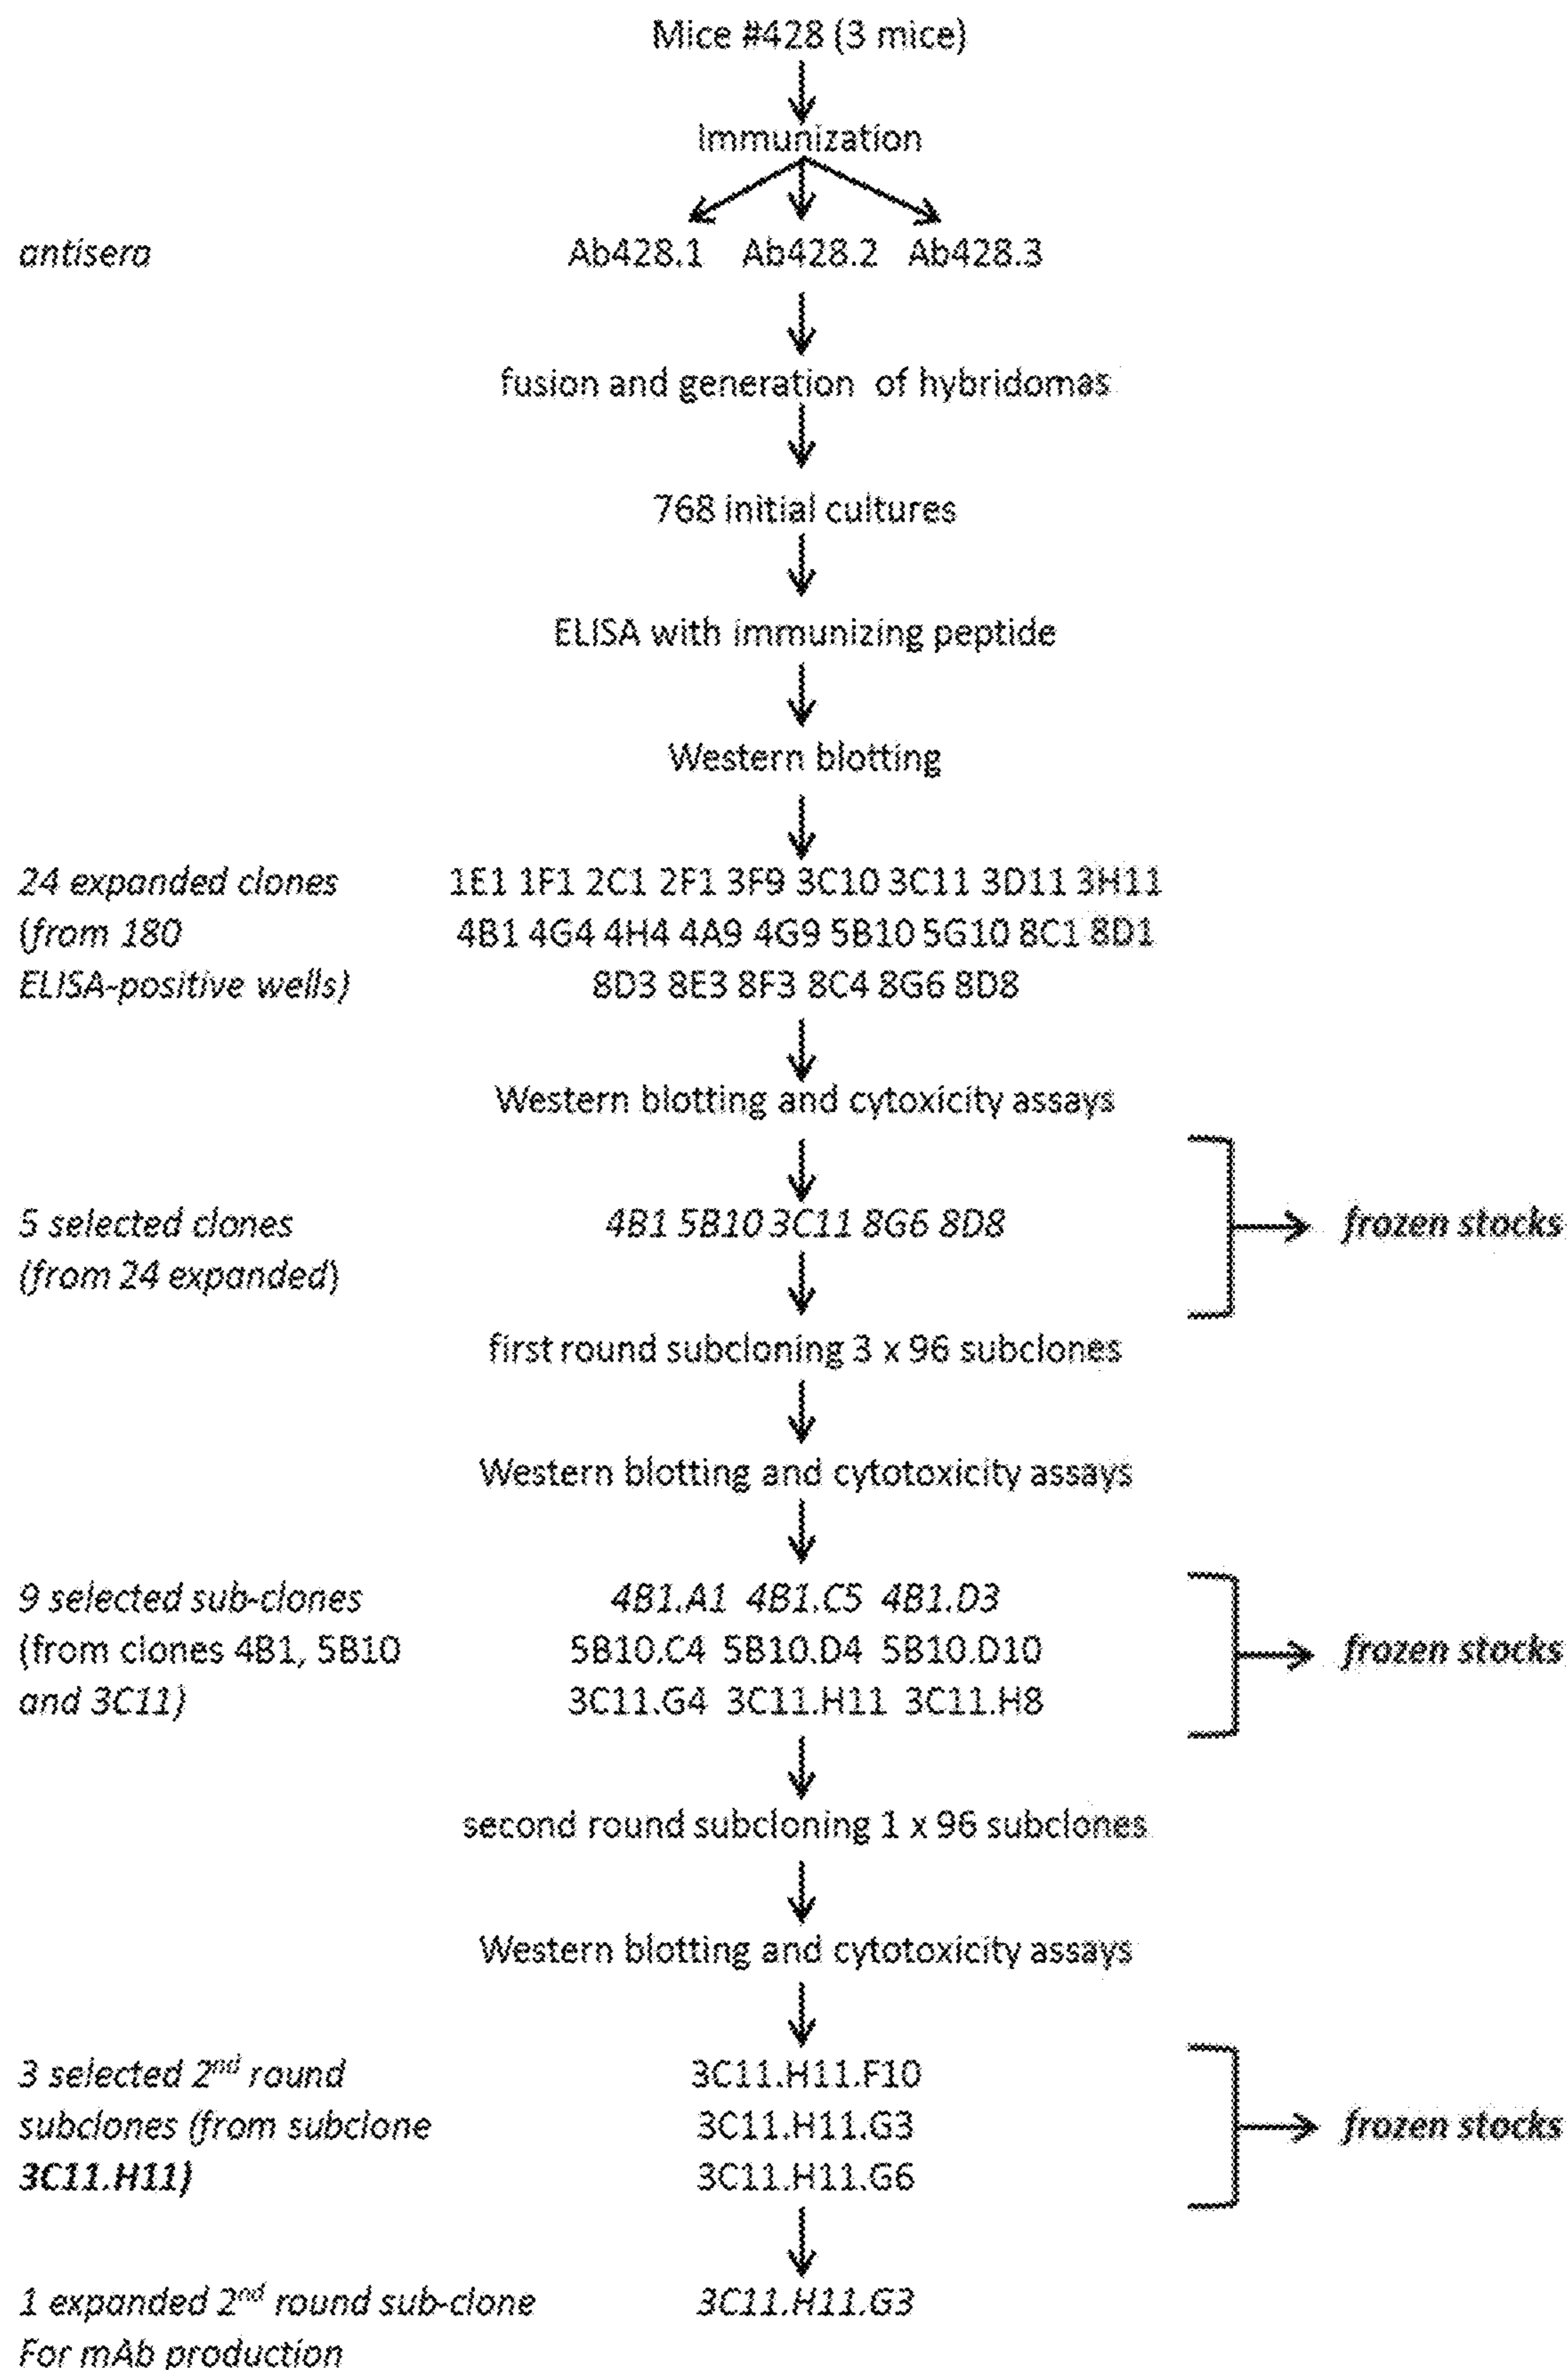 Mice #428 (3 mice)
Immunization
antisera Ab428.1 Ab428.2 Ab428.3
fusion and generation of hybridomas
768 initial cultures
ELISA with immunizing peptide
Western blotting
24 expanded clones 1E1 1F1 2C1 2F1 3F9 3C10 3C11 3D11 3H11
(from 180 4B1 4G4 4H4 4A9 4G9 5B10 5G10 8C1 8D1
ELISA-positive wells) 8D3 8E3 8F3 8C4 8G6 8D8
Western blotting and cytoxicity assays
5 selected clones 4B1 5B10 3C11 8G6 8D8 frozen stocks
(from 24 expanded)
first round subcloning 3 x 96 subclones
Western blotting and cytotoxicity assays
9 selected sub-clones 4B1.A1 4B1.C5 4B1.D3
(from clones 4B1, 5B10 5B10.C4 5B10.D4 5B10.D10 frozen stocks
and 3C11) 3C11.G4 3C11.H11 3C11.H8
second round subcloning 1 x 96 subclones
Western blotting and cytotoxicity assays
3 selected 2nd round 3C11.H11.F10
subclones (from subclone 3C11.H11.G3 frozen stocks
3C11.H11) 3C11.H11.G6
1 expanded 2nd round sub-clone 3C11.H11.G3
For mAb production